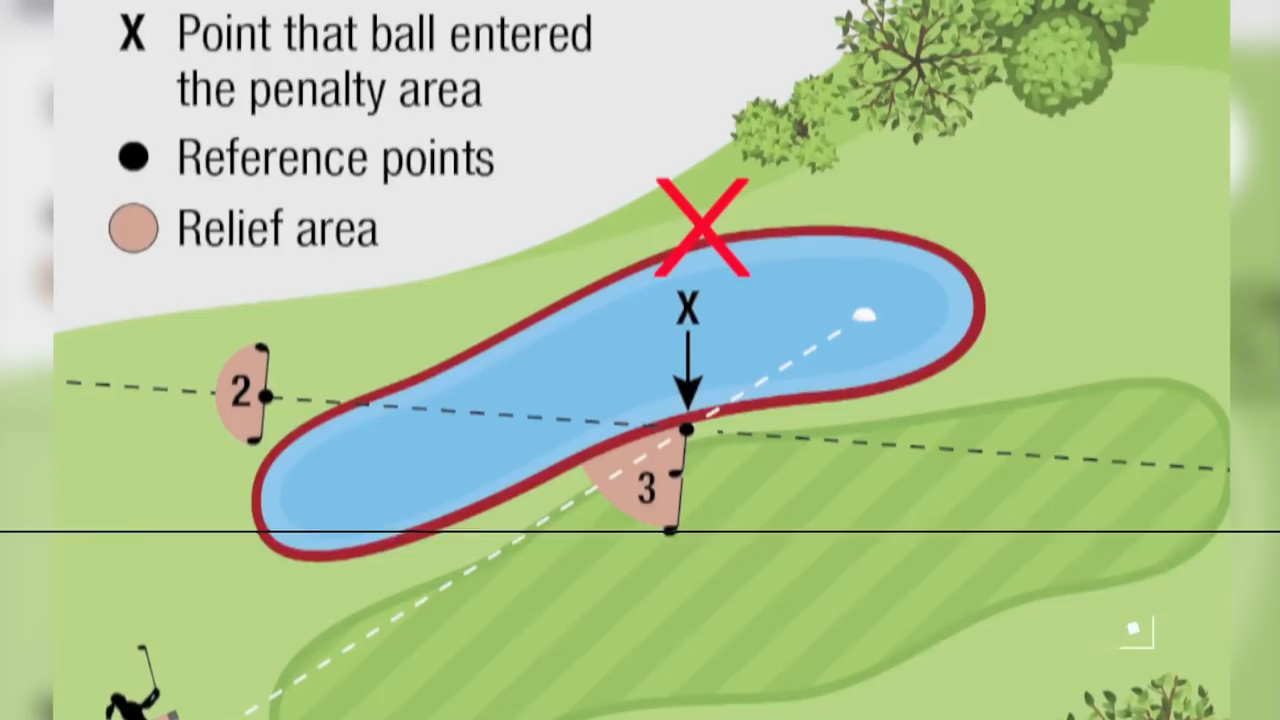 X Point that ball entered
the penalty area
Reference points
Relief area
X
2
3